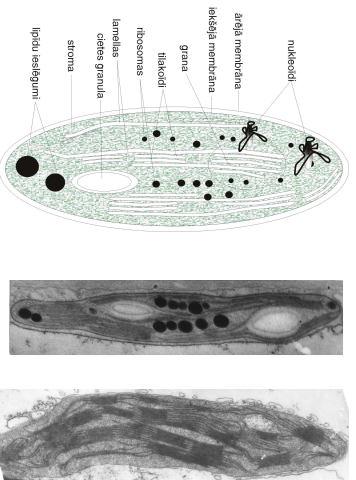 lipīdu ieslēgumi
stroma
cietes granula
lamellas
ribosomas
tilakoīdi
grana
iekšējā membrāna
ārējā membrāna
nukleoīdi